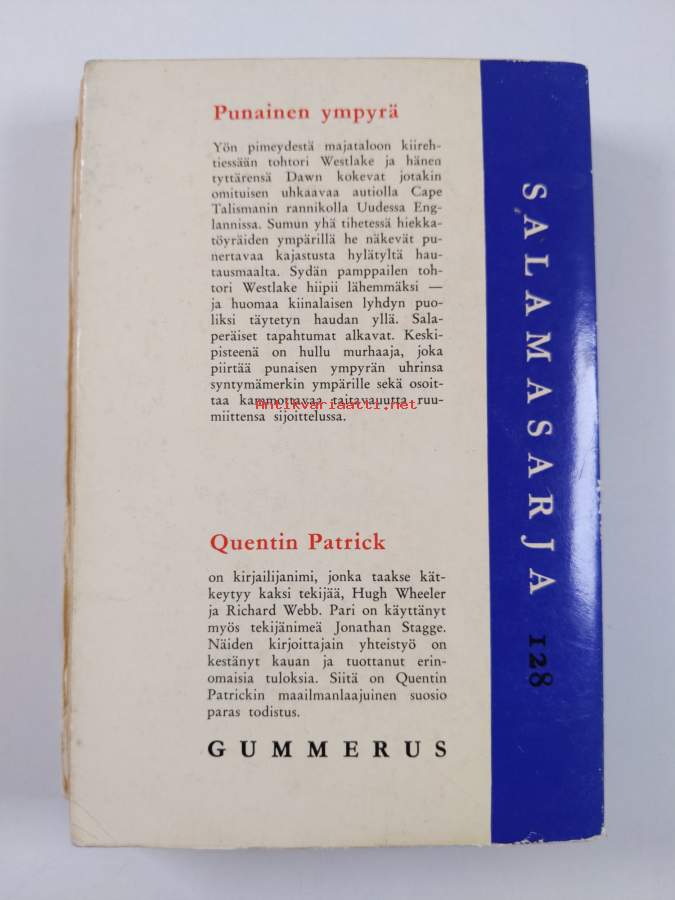 Punainen ympyrä
Yön pimeydestä majataloon kiireh-
tiessään tohtori Westlake ja hänen
tyttärensä Dawn kokevat jotakin
omituisen uhkaavaa autiolla Cape
Talismanin rannikolla Uudessa Eng-
lannissa. Sumun yhä tihetessä hiekka-
töyräiden ympärillä he näkevät pu-
nertavaa kajastusta hylätyltä hau-
tausmaalta. Sydän pamppailen toh-
tori Westlake hiipii lähemmäksi —
ja huomaa kiinalaisen lyhdyn puo-
liksi täytetyn haudan yllä. Sala-
peräiset tapahtumat alkavat. Keski-
pisteenä on hullu murhaaja, joka
piirtää punaisen ympyrän uhrinsa
syntymämerkin ympärille sekä osoit-
taa kammottavaa taitavuutta ruu-
Antikvariaatti.net
miittensa sijoittelussa.
Quentin Patrick
on kirjailijanimi, jonka taakse kät-
keytyy kaksi tekijää, Hugh Wheeler
ja Richard Webb. Pari on käyttänyt
myös tekijänimeä Jonathan Stagge.
Näiden kirjoittajain yhteistyö on
kestänyt kauan ja tuottanut erin-
omaisia tuloksia. Siitä on Quentin
Patrickin maailmanlaajuinen suosio
paras todistus.
GUMMERUS
SALAMASARJA 128